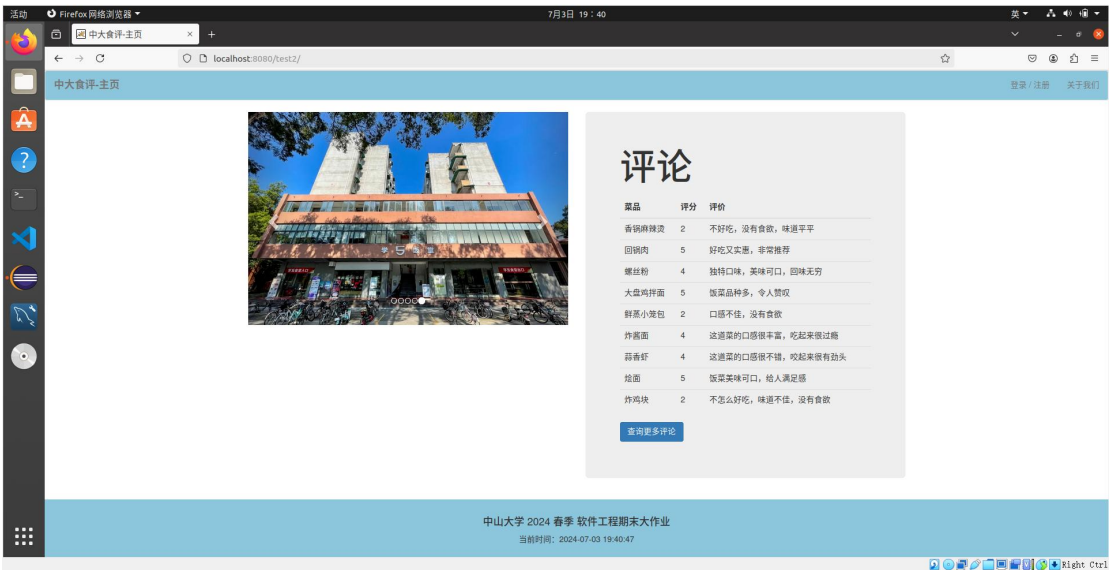 活动
Firefox 网络浏览器
7月3日 19：40
英
中大食评-主页
localhost:8080/test2/
中大食评-主页
登录 / 注册
关于我们
评论
菜品 评分 评价
香锅麻辣烫 2 不好吃，没有食欲，味道平平
回锅肉 5 好吃又实惠，非常推荐
螺丝粉 4 独特口味，美味可口，回味无穷
大盘鸡拌面 5 饭菜品种多，令人赞叹
鲜蒸小笼包 2 口感不佳，没有食欲
炸酱面 4 这道菜的口感很丰富，吃起来很过瘾
蒜香虾 4 这道菜的口感很不错，咬起来很有劲头
烩面 5 饭菜美味可口，给人满足感
炸鸡块 2 不怎么好吃，味道不佳，没有食欲
查询更多评论
中山大学 2024 春季 软件工程期末大作业
当前时间：2024-07-03 19:40:47
Right Ctrl